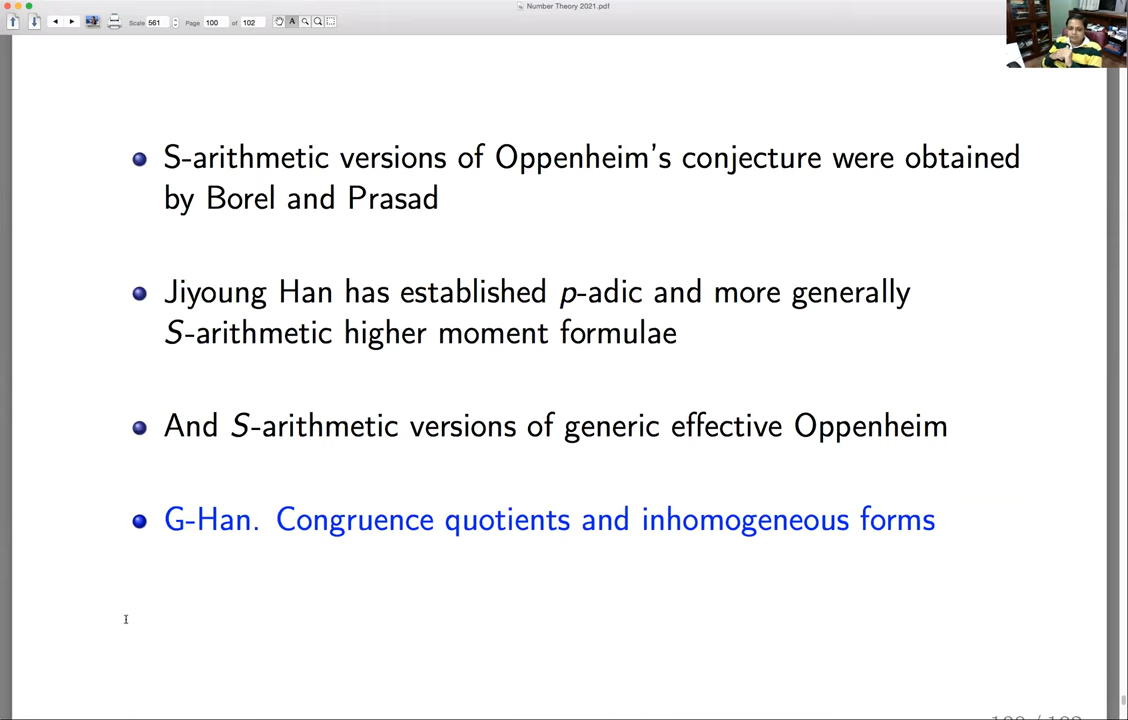 Number Theory 2021.pdf
Scale 561 Page 100 of 102 A
S-arithmetic versions of Oppenheim's conjecture were obtained
by Borel and Prasad
Jiyoung Han has established p-adic and more generally
S-arithmetic higher moment formulae
And S-arithmetic versions of generic effective Oppenheim
G-Han. Congruence quotients and inhomogeneous forms
100 / 102